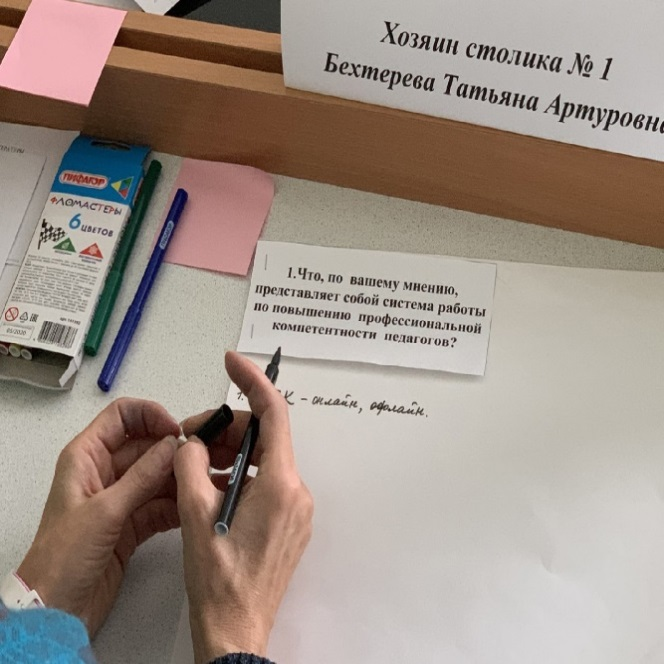 Хозяин столика № 1
Бехтерева Татьяна Артуровна
ПИФАГОР
ФЛОМАСТЕРЫ
6 ЦВЕТОВ
1.Что, по вашему мнению,
представляет собой система работы
по повышению профессиональной
компетентности педагогов?
1. К - онлайн, офлайн.